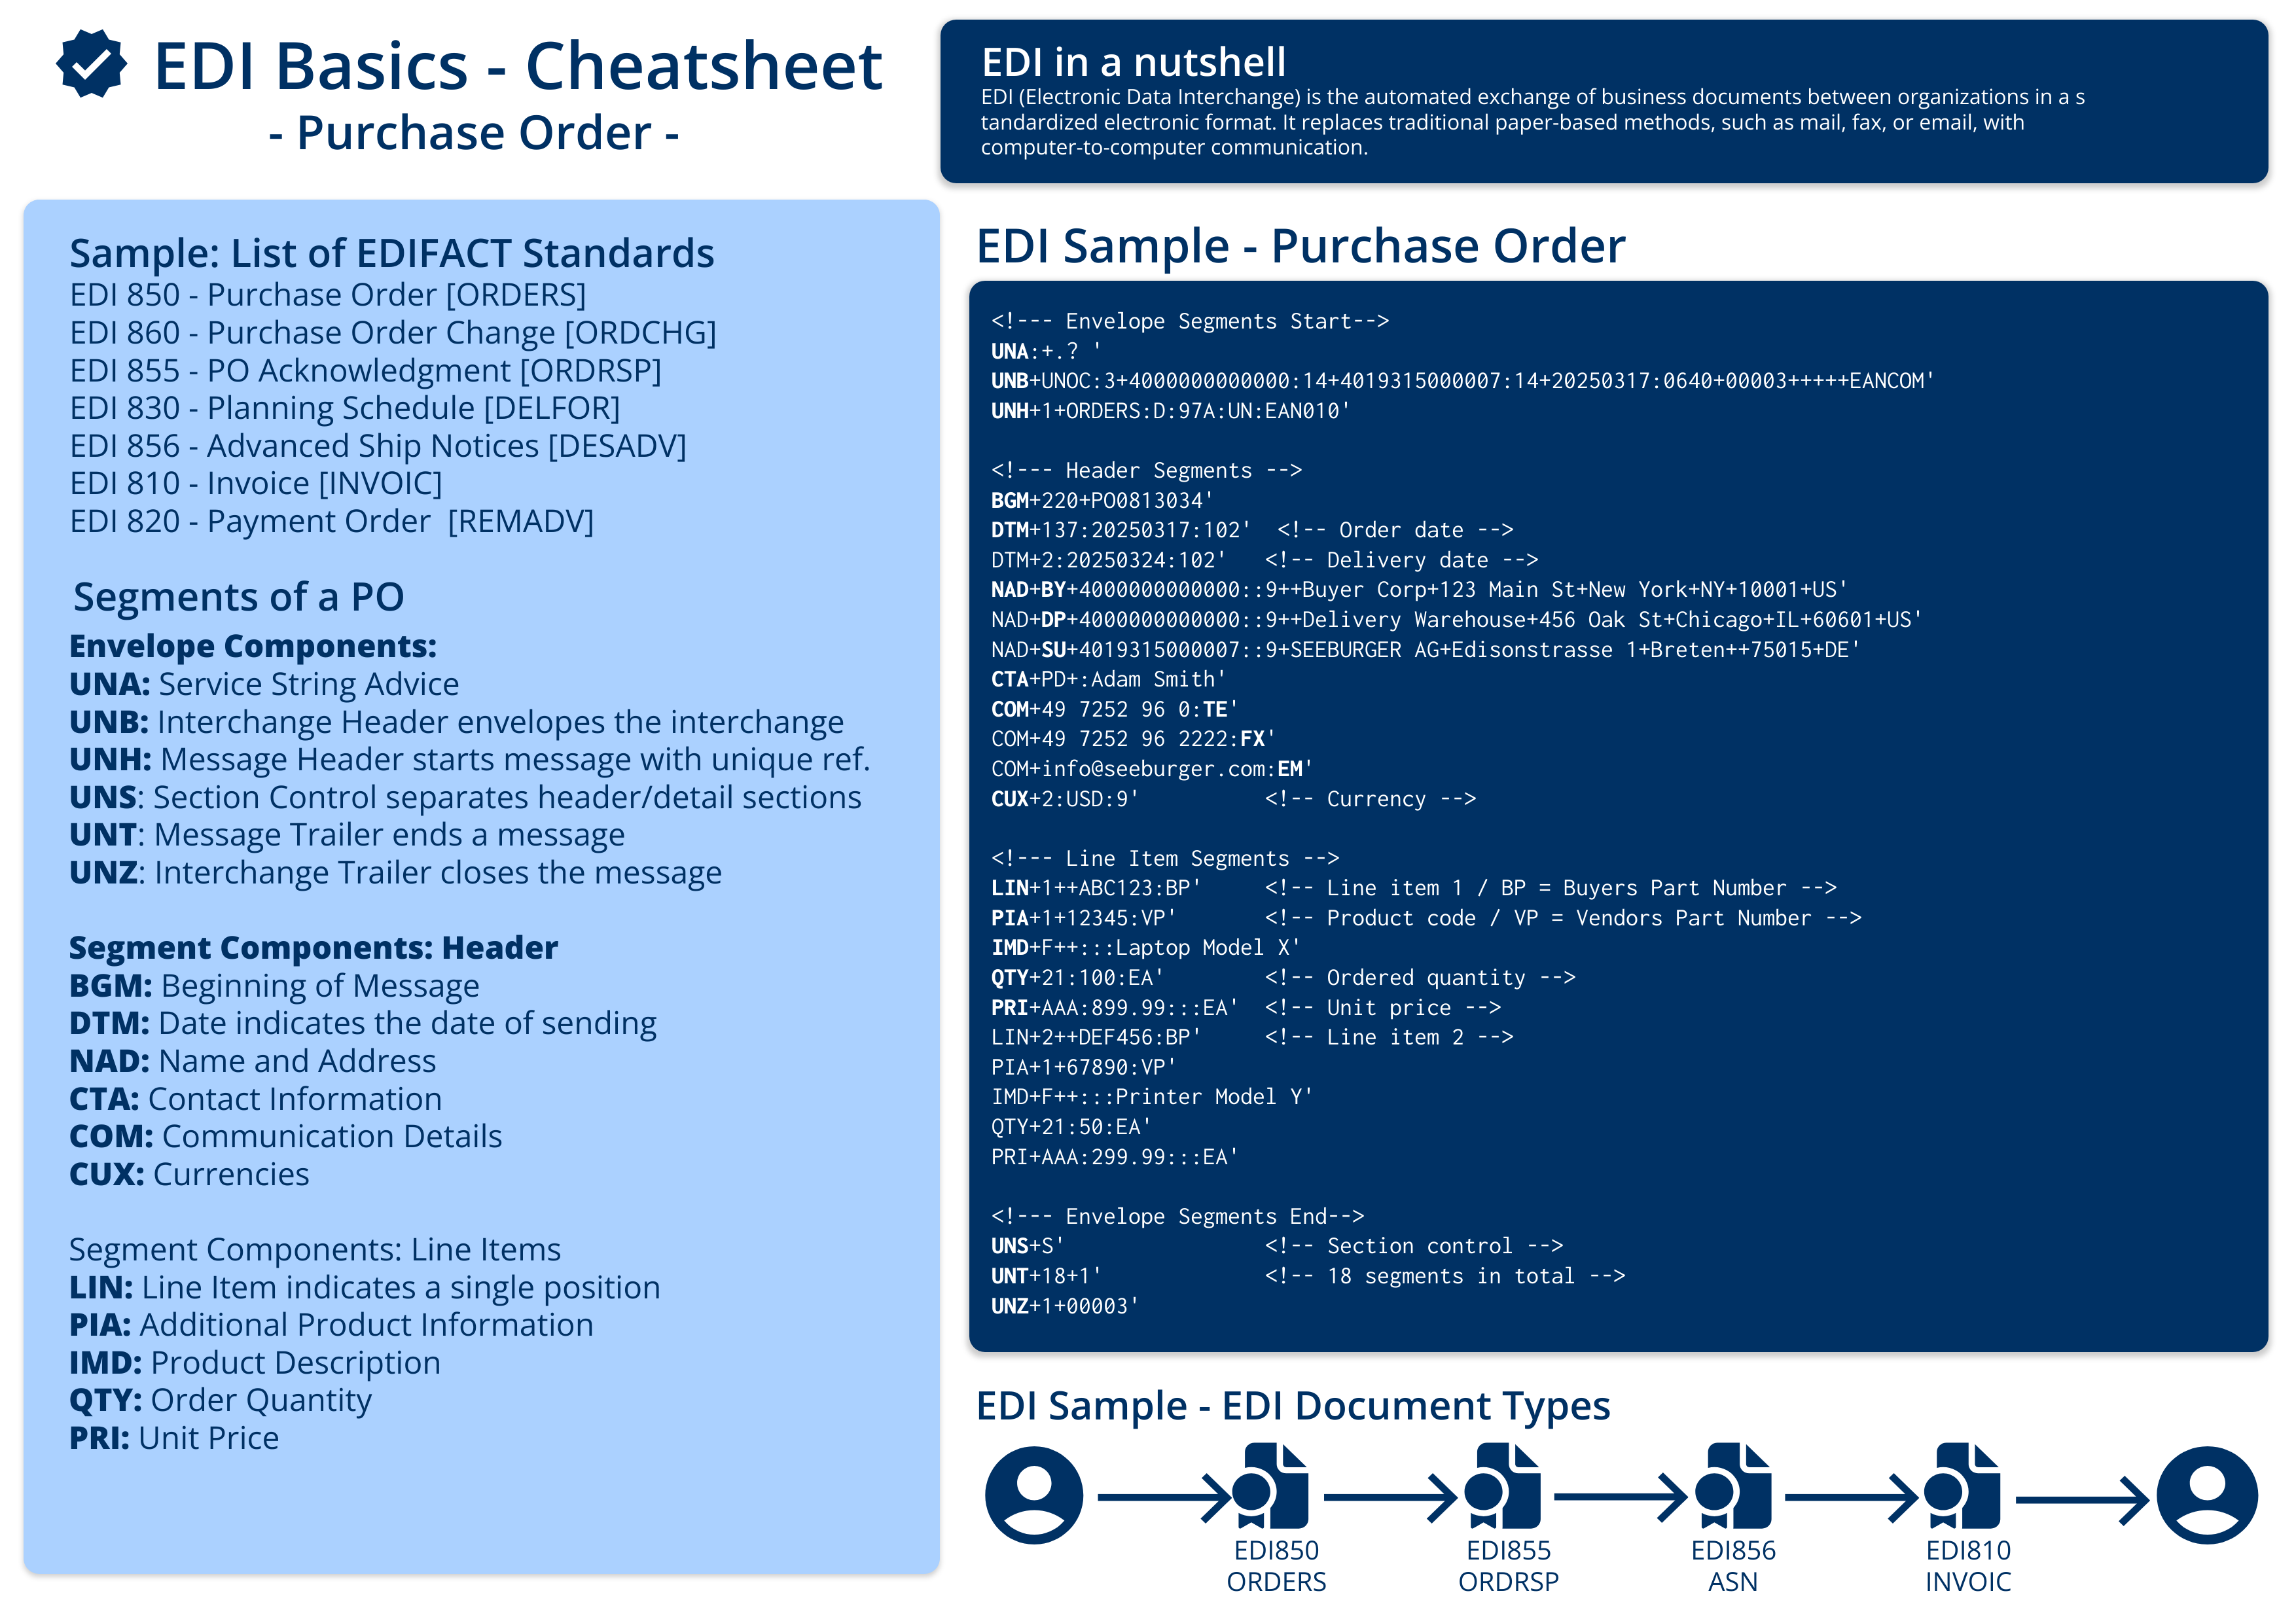 EDI Basics - Cheatsheet
- Purchase Order -
EDI in a nutshell
EDI (Electronic Data Interchange) is the automated exchange of business documents between organizations in a s
tandardized electronic format. It replaces traditional paper-based methods, such as mail, fax, or email, with
computer-to-computer communication.
Sample: List of EDIFACT Standards
EDI 850 - Purchase Order [ORDERS]
EDI 860 - Purchase Order Change [ORDCHG]
EDI 855 - PO Acknowledgment [ORDRSP]
EDI 830 - Planning Schedule [DELFOR]
EDI 856 - Advanced Ship Notices [DESADV]
EDI 810 - Invoice [INVOIC]
EDI 820 - Payment Order  [REMADV]
Segments of a PO
Envelope Components:
UNA: Service String Advice
UNB: Interchange Header envelopes the interchange
UNH: Message Header starts message with unique ref.
UNS: Section Control separates header/detail sections
UNT: Message Trailer ends a message
UNZ: Interchange Trailer closes the message
Segment Components: Header
BGM: Beginning of Message
DTM: Date indicates the date of sending
NAD: Name and Address
CTA: Contact Information
COM: Communication Details
CUX: Currencies
Segment Components: Line Items
LIN: Line Item indicates a single position
PIA: Additional Product Information
IMD: Product Description
QTY: Order Quantity
PRI: Unit Price
EDI Sample - Purchase Order
<!--- Envelope Segments Start-->
UNA:+.? '
UNB+UNOC:3+4000000000000:14+4019315000007:14+20250317:0640+00003+++++EANCOM'
UNH+1+ORDERS:D:97A:UN:EAN010'
<!--- Header Segments -->
BGM+220+PO0813034'
DTM+137:20250317:102'  <!-- Order date -->
DTM+2:20250324:102'   <!-- Delivery date -->
NAD+BY+4000000000000::9++Buyer Corp+123 Main St+New York+NY+10001+US'
NAD+DP+4000000000000::9++Delivery Warehouse+456 Oak St+Chicago+IL+60601+US'
NAD+SU+4019315000007::9+SEEBURGER AG+Edisonstrasse 1+Breten++75015+DE'
CTA+PD+:Adam Smith'
COM+49 7252 96 0:TE'
COM+49 7252 96 2222:FX'
COM+info@seeburger.com:EM'
CUX+2:USD:9'          <!-- Currency -->
<!--- Line Item Segments -->
LIN+1++ABC123:BP'     <!-- Line item 1 / BP = Buyers Part Number -->
PIA+1+12345:VP'       <!-- Product code / VP = Vendors Part Number -->
IMD+F++:::Laptop Model X'
QTY+21:100:EA'        <!-- Ordered quantity -->
PRI+AAA:899.99:::EA'  <!-- Unit price -->
LIN+2++DEF456:BP'     <!-- Line item 2 -->
PIA+1+67890:VP'
IMD+F++:::Printer Model Y'
QTY+21:50:EA'
PRI+AAA:299.99:::EA'
<!--- Envelope Segments End-->
UNS+S'                <!-- Section control -->
UNT+18+1'             <!-- 18 segments in total -->
UNZ+1+00003'
EDI Sample - EDI Document Types
EDI850
ORDERS
EDI855
ORDRSP
EDI856
ASN
EDI810
INVOIC